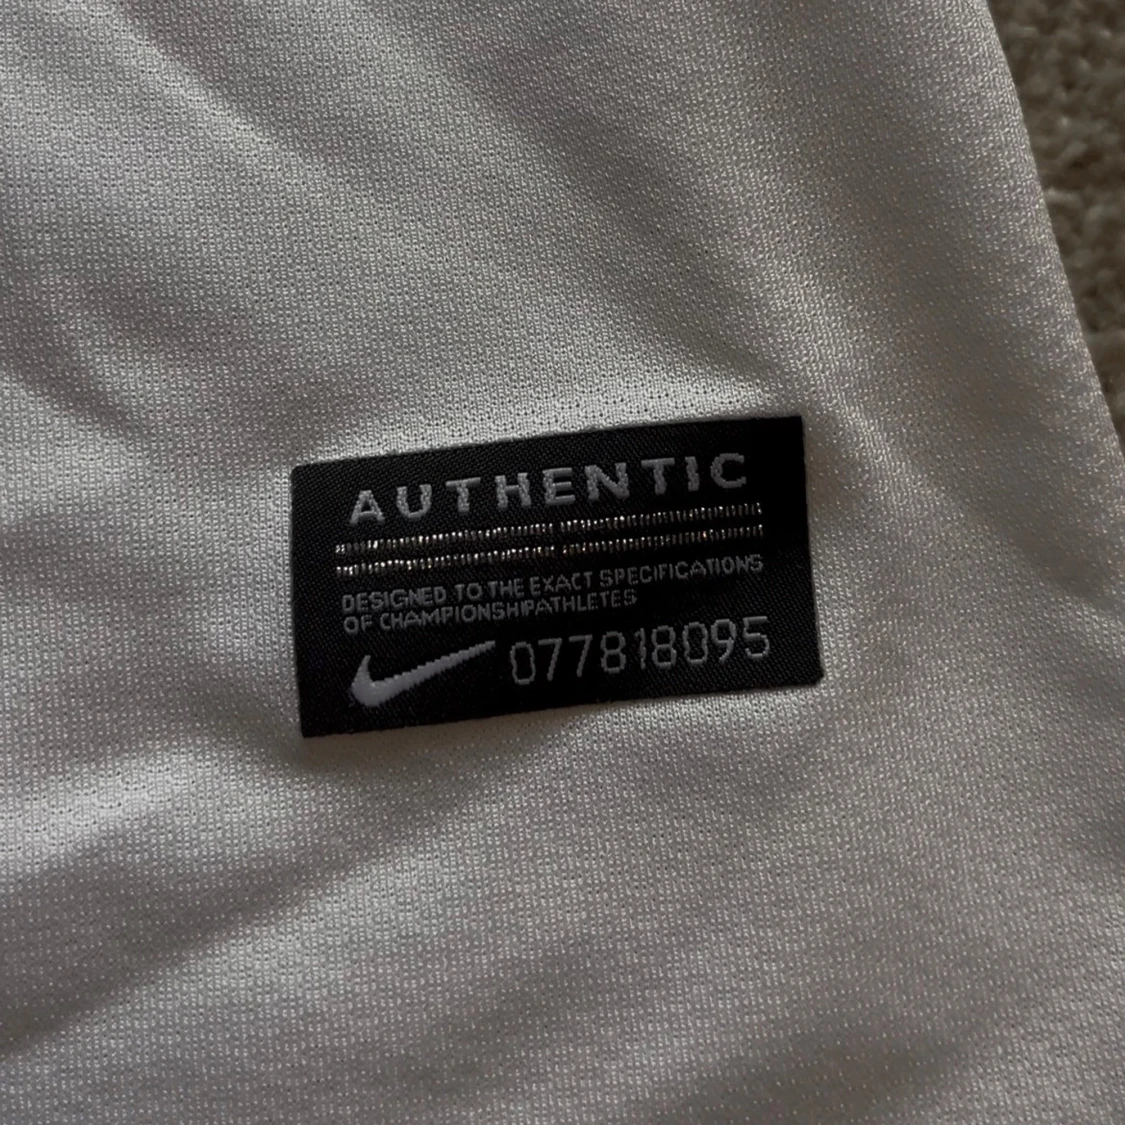 AUTHENTIC
DESIGNED TO THE EXACT SPECIFICATIONS
OF CHAMPIONSHIPATHLETES
077818095